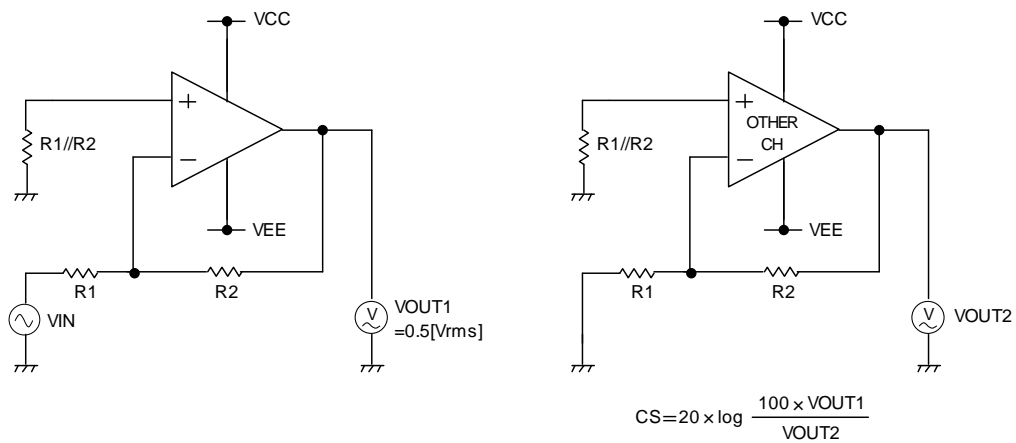 VCC
+
R1//R2
−
VEE
R1
R2
VIN
V
VOUT1
=0.5[Vrms]
VCC
+
OTHER
CH
R1//R2
−
VEE
R1
R2
V
VOUT2
CS=20×log 100×VOUT1
VOUT2